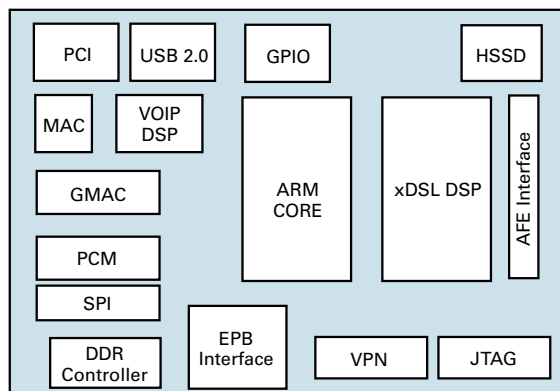 PCI
USB 2.0
GPIO
HSSD
MAC
VOIP
DSP
ARM
CORE
xDSL DSP
AFE Interface
GMAC
PCM
SPI
DDR
Controller
EPB
Interface
VPN
JTAG